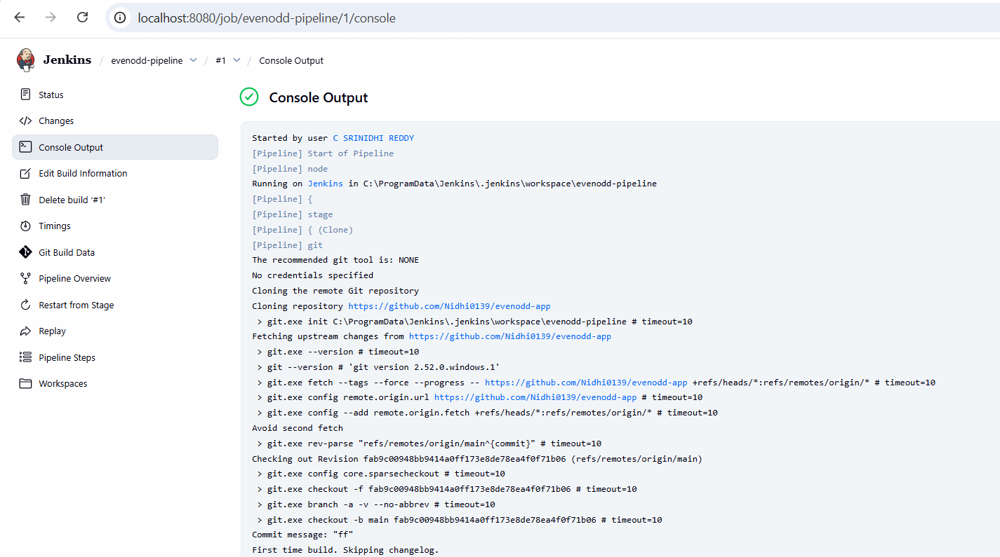 localhost:8080/job/evenodd-pipeline/1/console
Jenkins / evenodd-pipeline / #1 / Console Output
Status
Changes
Console Output
Edit Build Information
Delete build ‘#1’
Timings
Git Build Data
Pipeline Overview
Restart from Stage
Replay
Pipeline Steps
Workspaces
Console Output
Started by user C SRINIDHI REDDY
[Pipeline] Start of Pipeline
[Pipeline] node
Running on Jenkins in C:\ProgramData\Jenkins\.jenkins\workspace\evenodd-pipeline
[Pipeline] {
[Pipeline] stage
[Pipeline] { (Clone)
[Pipeline] git
The recommended git tool is: NONE
No credentials specified
Cloning the remote Git repository
Cloning repository https://github.com/Nidhi0139/evenodd-app
 > git.exe init C:\ProgramData\Jenkins\.jenkins\workspace\evenodd-pipeline # timeout=10
Fetching upstream changes from https://github.com/Nidhi0139/evenodd-app
 > git.exe --version # timeout=10
 > git --version # 'git version 2.52.0.windows.1'
 > git.exe fetch --tags --force --progress -- https://github.com/Nidhi0139/evenodd-app +refs/heads/*:refs/remotes/origin/* # timeout=10
 > git.exe config remote.origin.url https://github.com/Nidhi0139/evenodd-app # timeout=10
 > git.exe config --add remote.origin.fetch +refs/heads/*:refs/remotes/origin/* # timeout=10
Avoid second fetch
 > git.exe rev-parse "refs/remotes/origin/main^{commit}" # timeout=10
Checking out Revision fab9c00948bb9414a0ff173e8de78ea4f0f71b06 (refs/remotes/origin/main)
 > git.exe config core.sparsecheckout # timeout=10
 > git.exe checkout -f fab9c00948bb9414a0ff173e8de78ea4f0f71b06 # timeout=10
 > git.exe branch -a -v --no-abbrev # timeout=10
 > git.exe checkout -b main fab9c00948bb9414a0ff173e8de78ea4f0f71b06 # timeout=10
Commit message: "ff"
First time build. Skipping changelog.